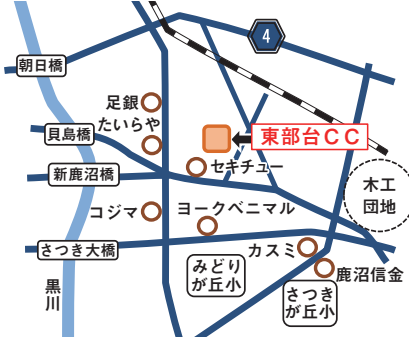 4
朝日橋
足銀
たいらや
貝島橋
東部台CC
セキチュー
新鹿沼橋
木工
団地
コジマ
ヨークベニマル
さつき大橋
カスミ
みどり
が丘小
鹿沼信金
黒川
さつき
が丘小